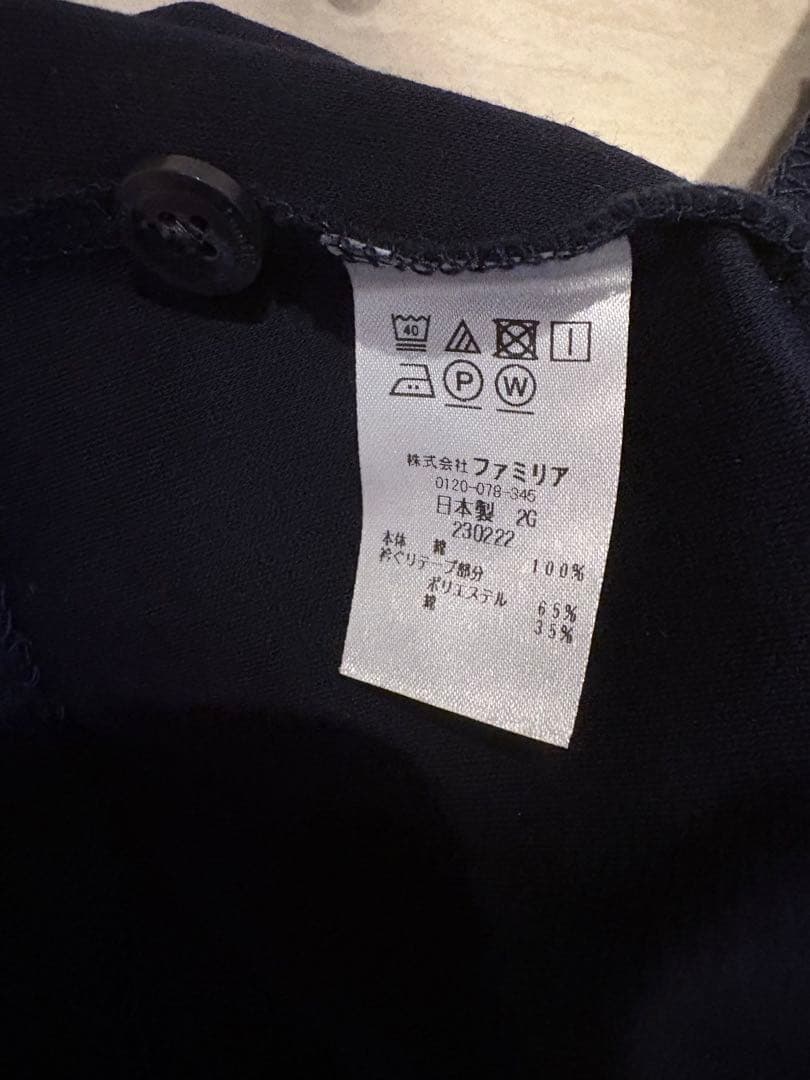 40
P W
株式会社 ファミリア
0120-078-345
日本製 2G
230222
本体 綿 100%
衿ぐりテープ部分
ポリエステル 65%
綿 35%